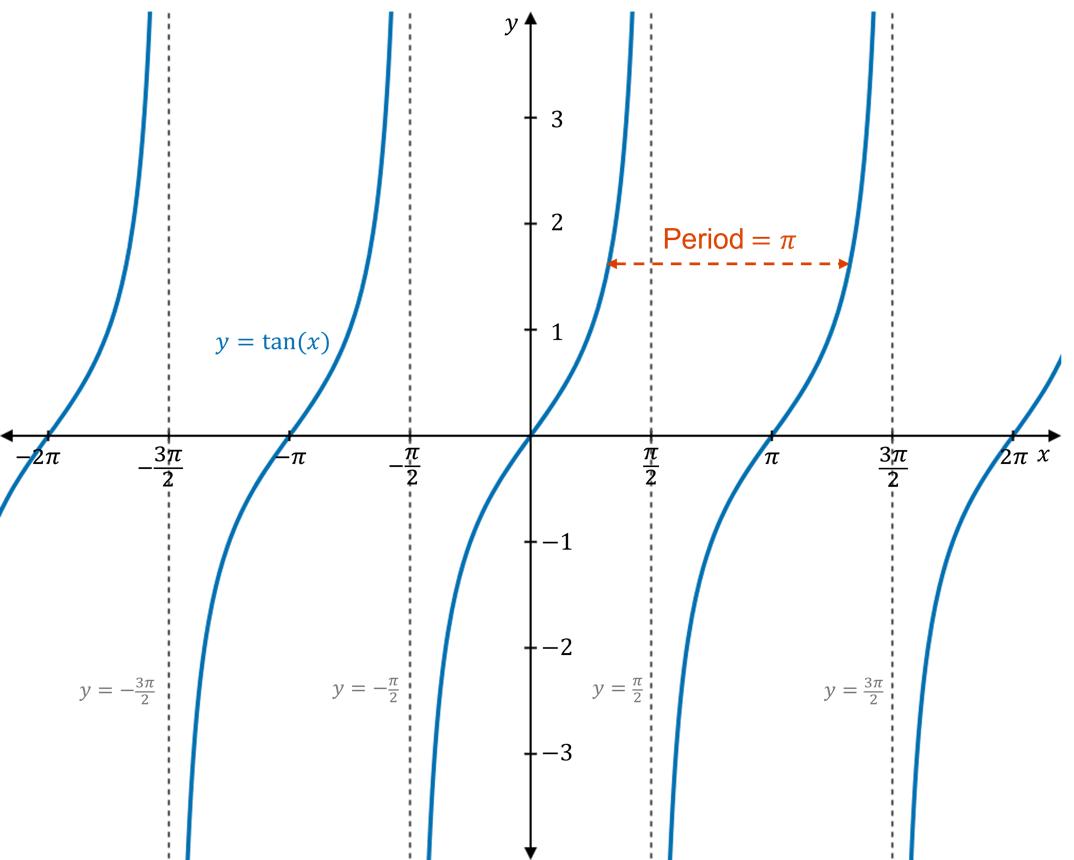 y
3
2
Period = π
1
y = tan(x)
−2π
−3π/2
−π
−π/2
π/2
π
3π/2
2π
x
−1
−2
y = −3π/2
y = −π/2
y = π/2
y = 3π/2
−3